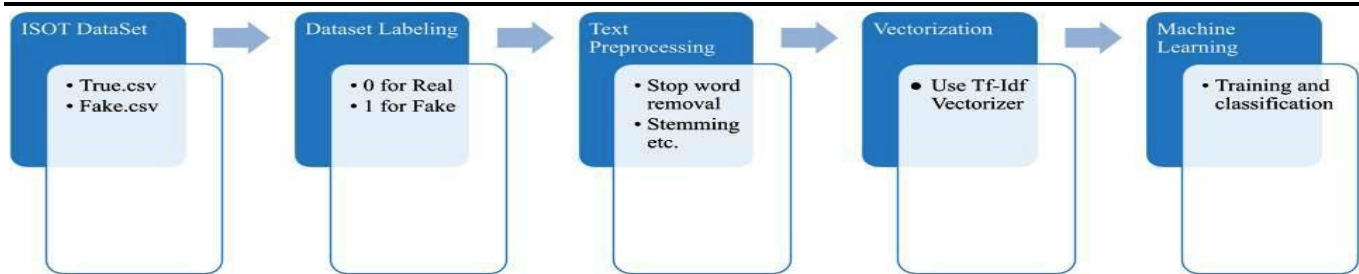 ISOT DataSet
• True.csv
• Fake.csv
Dataset Labeling
• 0 for Real
• 1 for Fake
Text
Preprocessing
• Stop word
removal
• Stemming
etc.
Vectorization
• Use Tf-Idf
Vectorizer
Machine
Learning
• Training and
classification